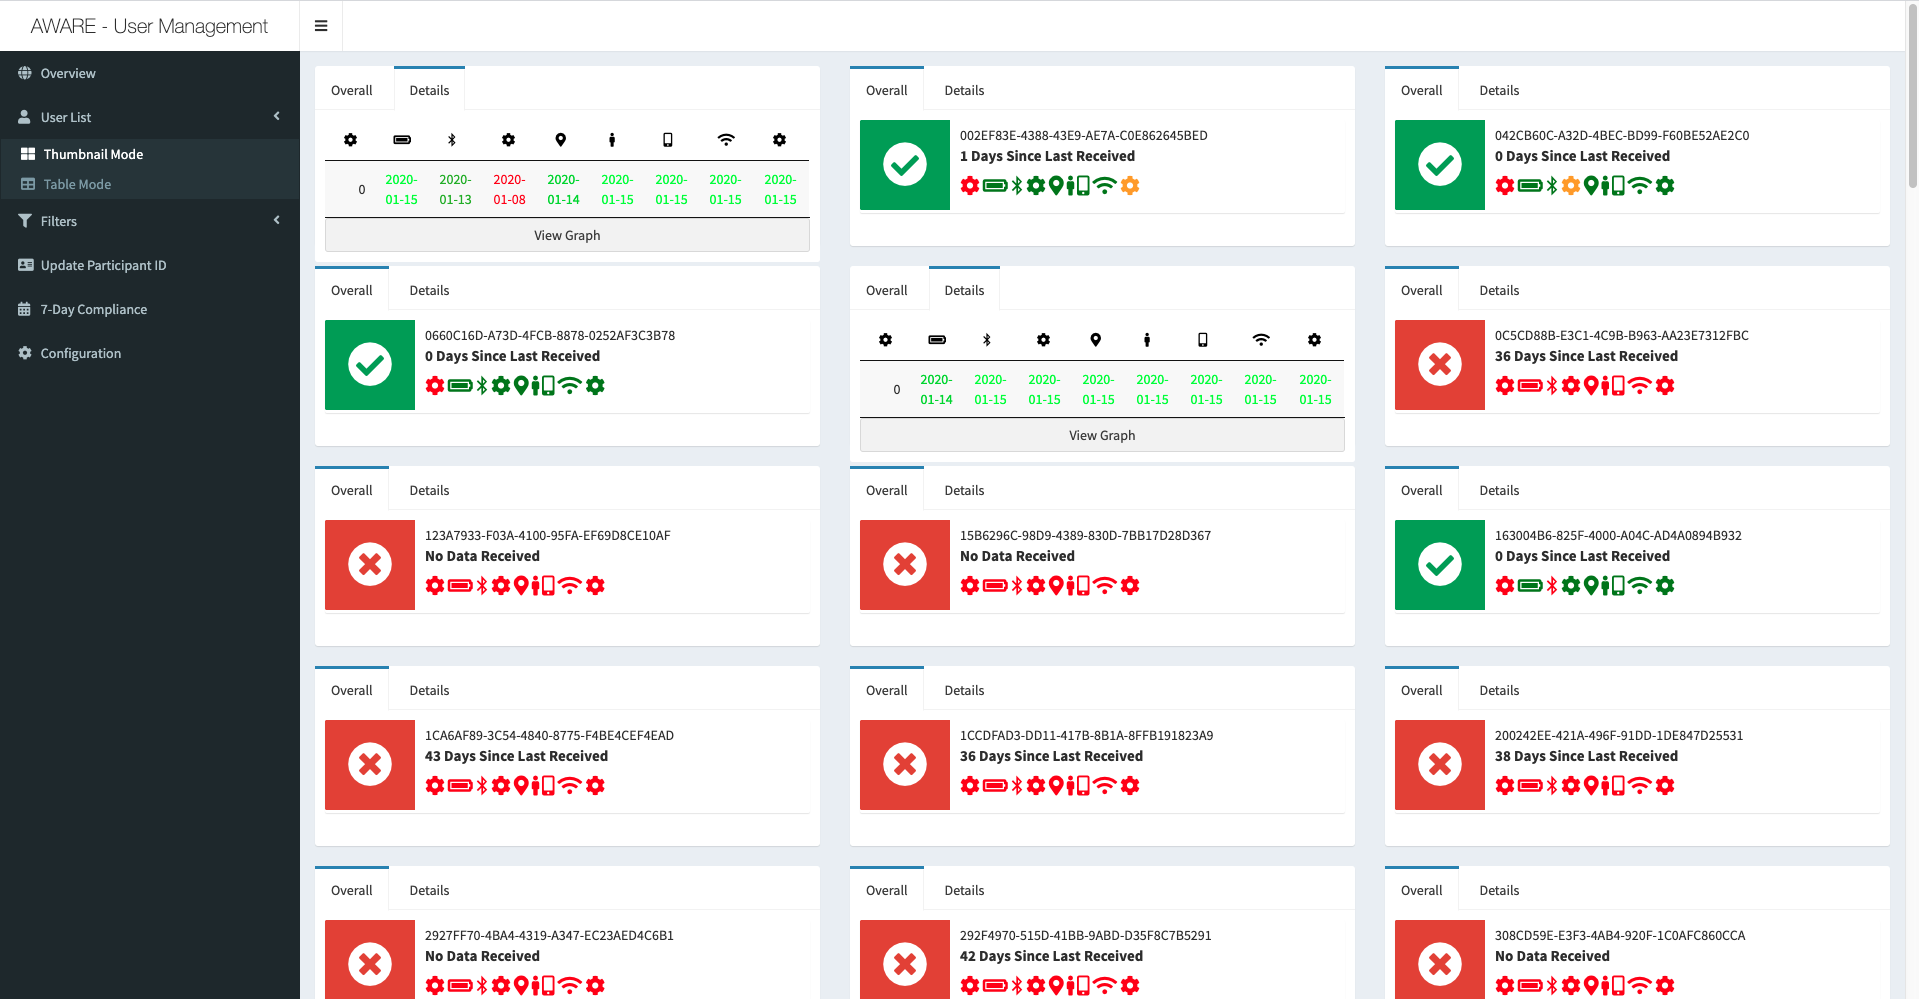 AWARE - User Management
Overview
User List
Thumbnail Mode
Table Mode
Filters
Update Participant ID
7-Day Compliance
Configuration
Overall Details
0 2020-01-15 2020-01-13 2020-01-08 2020-01-14 2020-01-15 2020-01-15 2020-01-15 2020-01-15
View Graph
Overall Details
002EF83E-4388-43E9-AE7A-C0E862645BED
1 Days Since Last Received
Overall Details
042CB60C-A32D-4BEC-BD99-F60BE52AE2C0
0 Days Since Last Received
Overall Details
0660C16D-A73D-4FCB-8878-0252AF3C3B78
0 Days Since Last Received
Overall Details
0 2020-01-14 2020-01-15 2020-01-15 2020-01-15 2020-01-15 2020-01-15 2020-01-15 2020-01-15
View Graph
Overall Details
0C5CD88B-E3C1-4C9B-B963-AA23E7312FBC
36 Days Since Last Received
Overall Details
123A7933-F03A-4100-95FA-EF69D8CE10AF
No Data Received
Overall Details
15B6296C-98D9-4389-830D-7BB17D28D367
No Data Received
Overall Details
163004B6-825F-4000-A04C-AD4A0894B932
0 Days Since Last Received
Overall Details
1CA6AF89-3C54-4840-8775-F4BE4CEF4EAD
43 Days Since Last Received
Overall Details
1CCDFAD3-DD11-417B-8B1A-8FFB191823A9
36 Days Since Last Received
Overall Details
200242EE-421A-496F-91DD-1DE847D25531
38 Days Since Last Received
Overall Details
2927FF70-4BA4-4319-A347-EC23AED4C6B1
No Data Received
Overall Details
292F4970-515D-41BB-9ABD-D35F8C7B5291
42 Days Since Last Received
Overall Details
308CD59E-E3F3-4AB4-920F-1C0AFC860CCA
No Data Received